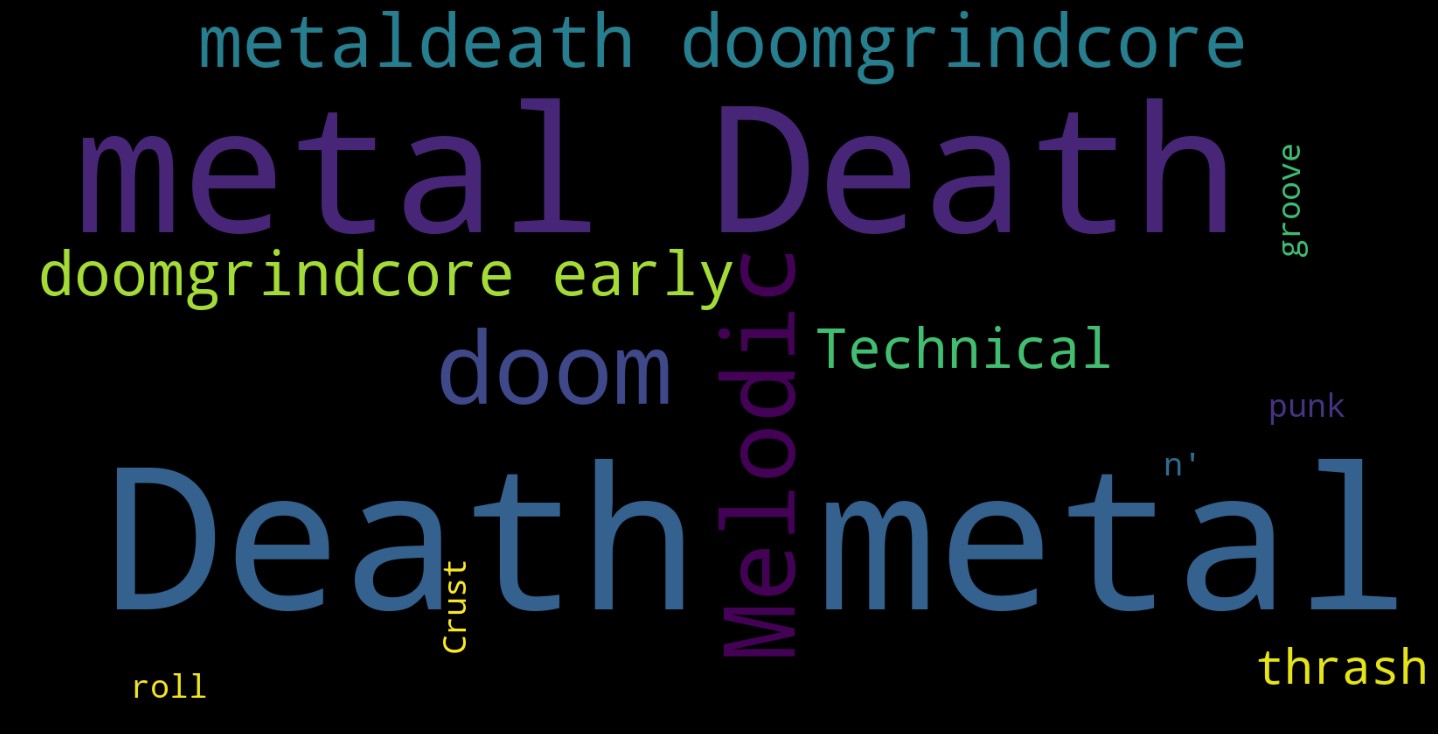 metaldeath doomgrindcore
metal Death
groove
doomgrindcore early
Melodic
Technical
doom
punk
n'
Death metal
Crust
thrash
roll